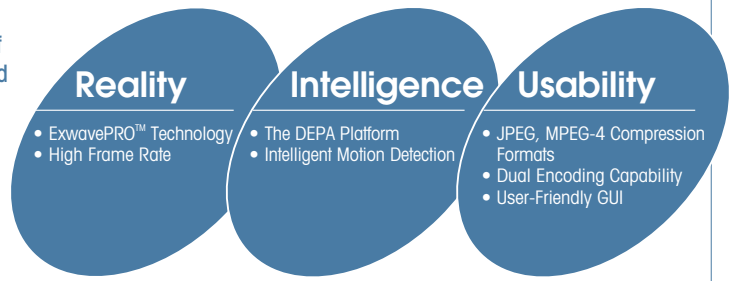 Reality
• ExwavePRO™ Technology
• High Frame Rate
Intelligence
• The DEPA Platform
• Intelligent Motion Detection
Usability
• JPEG, MPEG-4 Compression
Formats
• Dual Encoding Capability
• User-Friendly GUI